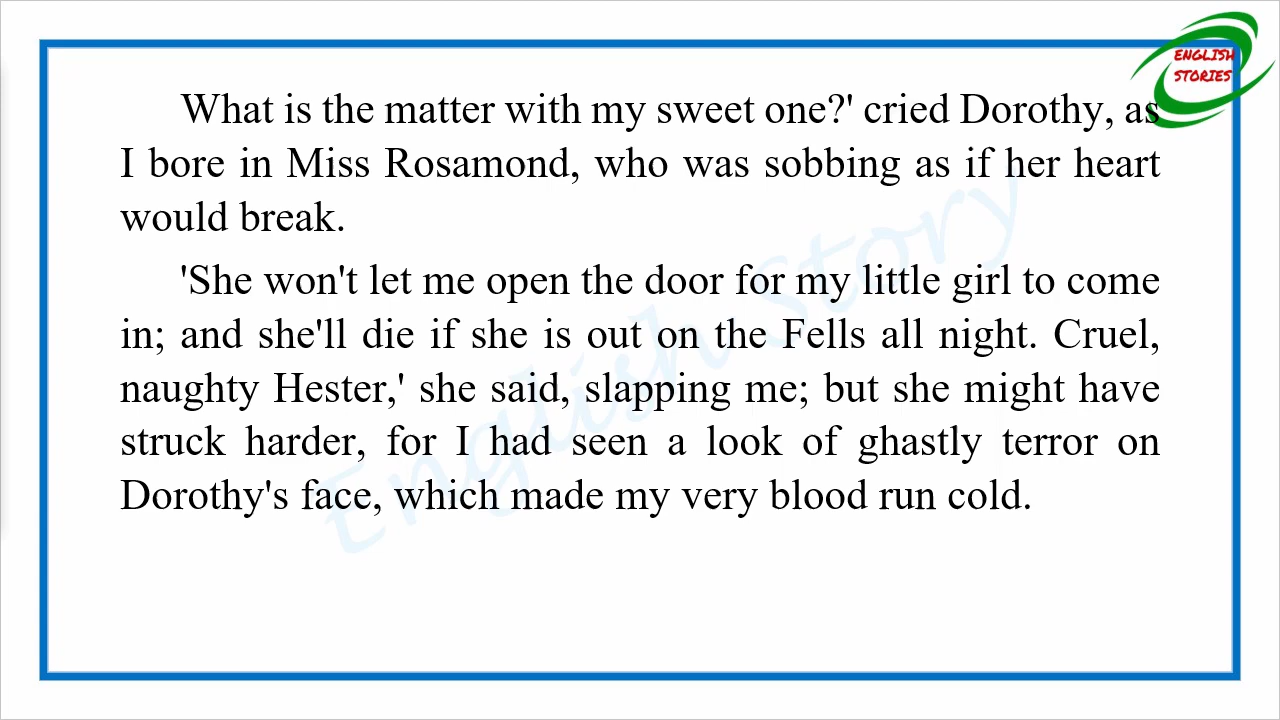 ENGLISH
STORIES
What is the matter with my sweet one?' cried Dorothy, as
I bore in Miss Rosamond, who was sobbing as if her heart
would break.
'She won't let me open the door for my little girl to come
in; and she'll die if she is out on the Fells all night. Cruel,
naughty Hester,' she said, slapping me; but she might have
struck harder, for I had seen a look of ghastly terror on
Dorothy's face, which made my very blood run cold.
English Story